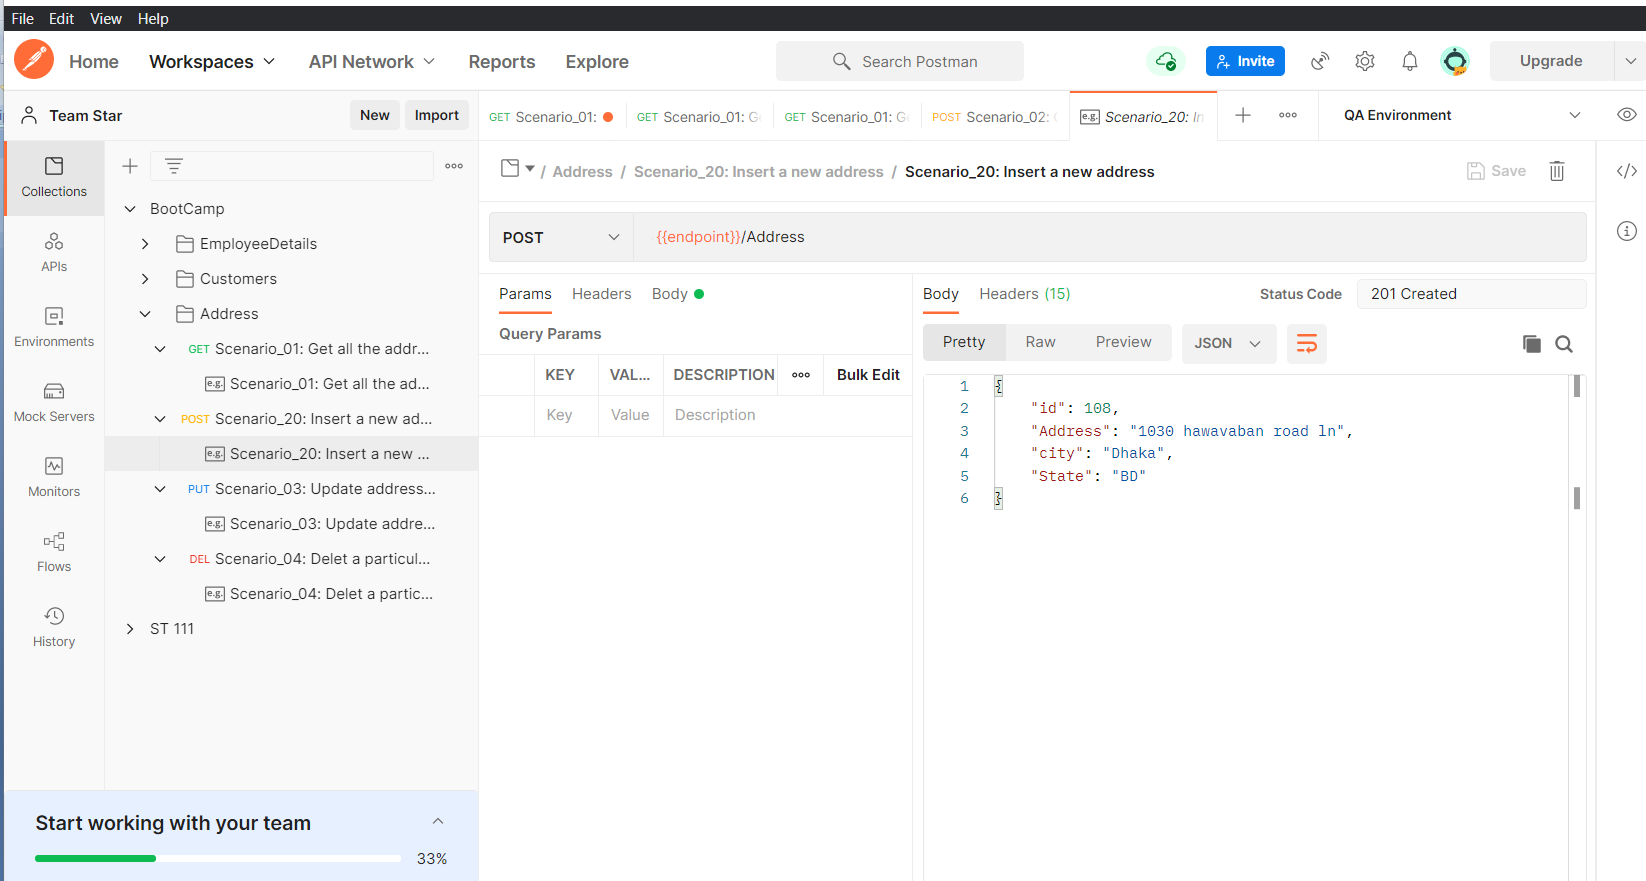 File Edit View Help
Home Workspaces API Network Reports Explore Search Postman Invite Upgrade
Team Star New Import
GET Scenario_01: GET Scenario_01: G GET Scenario_01: G POST Scenario_02: e.g. Scenario_20: In QA Environment
Collections
APIs
Environments
Mock Servers
Monitors
Flows
History
BootCamp
EmployeeDetails
Customers
Address
GET Scenario_01: Get all the addr...
e.g. Scenario_01: Get all the ad...
POST Scenario_20: Insert a new ad...
e.g. Scenario_20: Insert a new ...
PUT Scenario_03: Update address...
e.g. Scenario_03: Update addre...
DEL Scenario_04: Delet a particul...
e.g. Scenario_04: Delet a partic...
ST 111
Start working with your team
33%
/ Address / Scenario_20: Insert a new address / Scenario_20: Insert a new address Save
POST {{endpoint}}/Address
Params Headers Body
Query Params
KEY VAL... DESCRIPTION Bulk Edit
Key Value Description
Body Headers (15) Status Code 201 Created
Pretty Raw Preview JSON
1 {
2 "id": 108,
3 "Address": "1030 hawavaban road ln",
4 "city": "Dhaka",
5 "State": "BD"
6 }